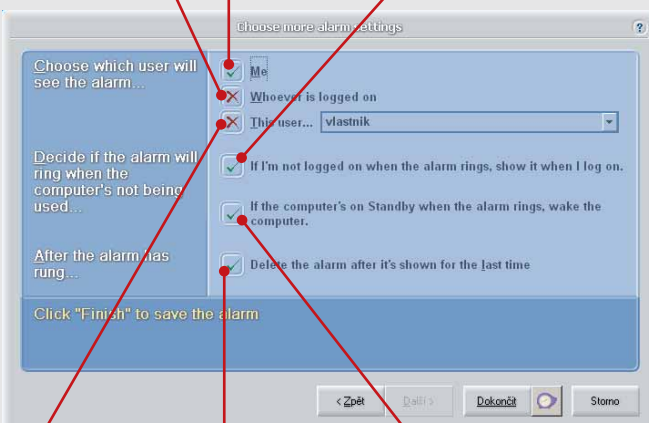 Choose more alarm settings
?
Choose which user will
see the alarm...
Me
Whoever is logged on
This user... vlastnik
Decide if the alarm will
ring when the
computer's not being
used...
If I'm not logged on when the alarm rings, show it when I log on.
If the computer's on Standby when the alarm rings, wake the
computer.
After the alarm has
rung...
Delete the alarm after it's shown for the last time
Click "Finish" to save the alarm
< Zpět Další > Dokončit Storno